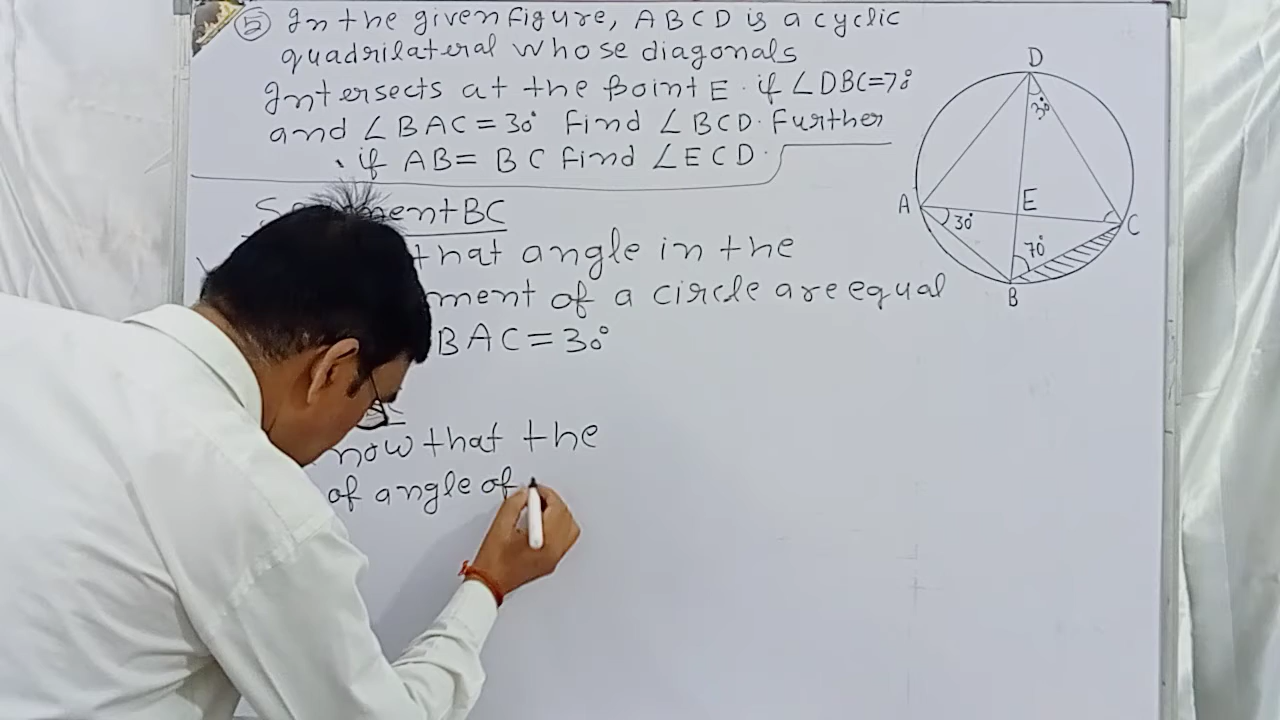 ⑤ In the given figure, ABCD is a cyclic
quadrilateral whose diagonals
Intersects at the point E. if ∠DBC=70°
and ∠BAC=30° Find ∠BCD. Further
if AB=BC find ∠ECD.
ment BC
that angle in the
ment of a circle are equal
BAC=30°
now that the
of angle of
D
30°
A
E
30°
C
70°
B